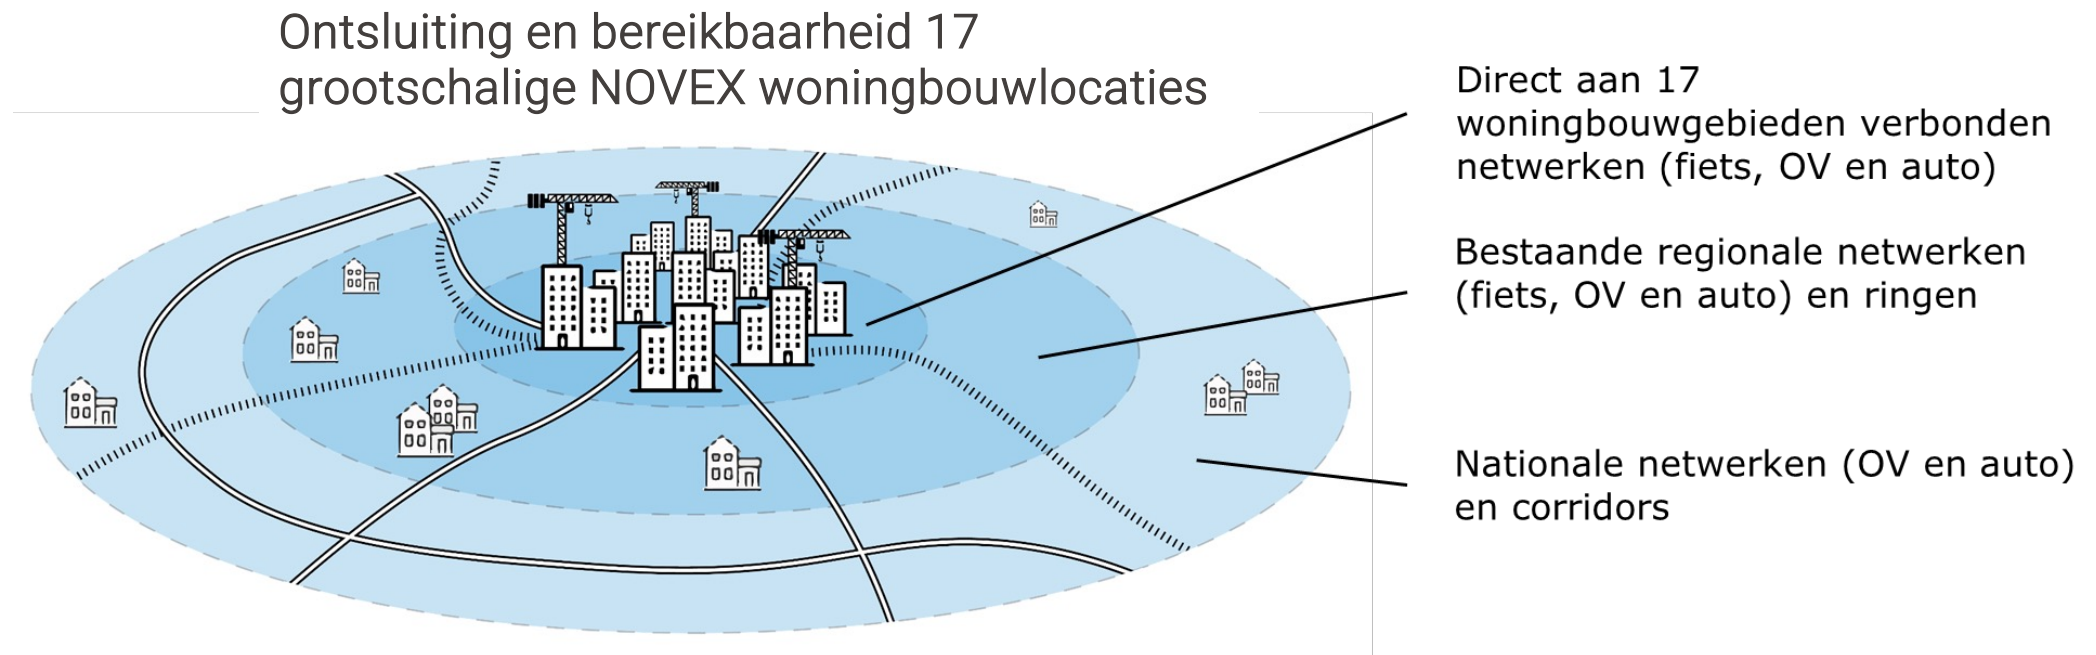 Ontsluiting en bereikbaarheid 17
grootschalige NOVEX woningbouwlocaties
Direct aan 17
woningbouwgebieden verbonden
netwerken (fiets, OV en auto)
Bestaande regionale netwerken
(fiets, OV en auto) en ringen
Nationale netwerken (OV en auto)
en corridors